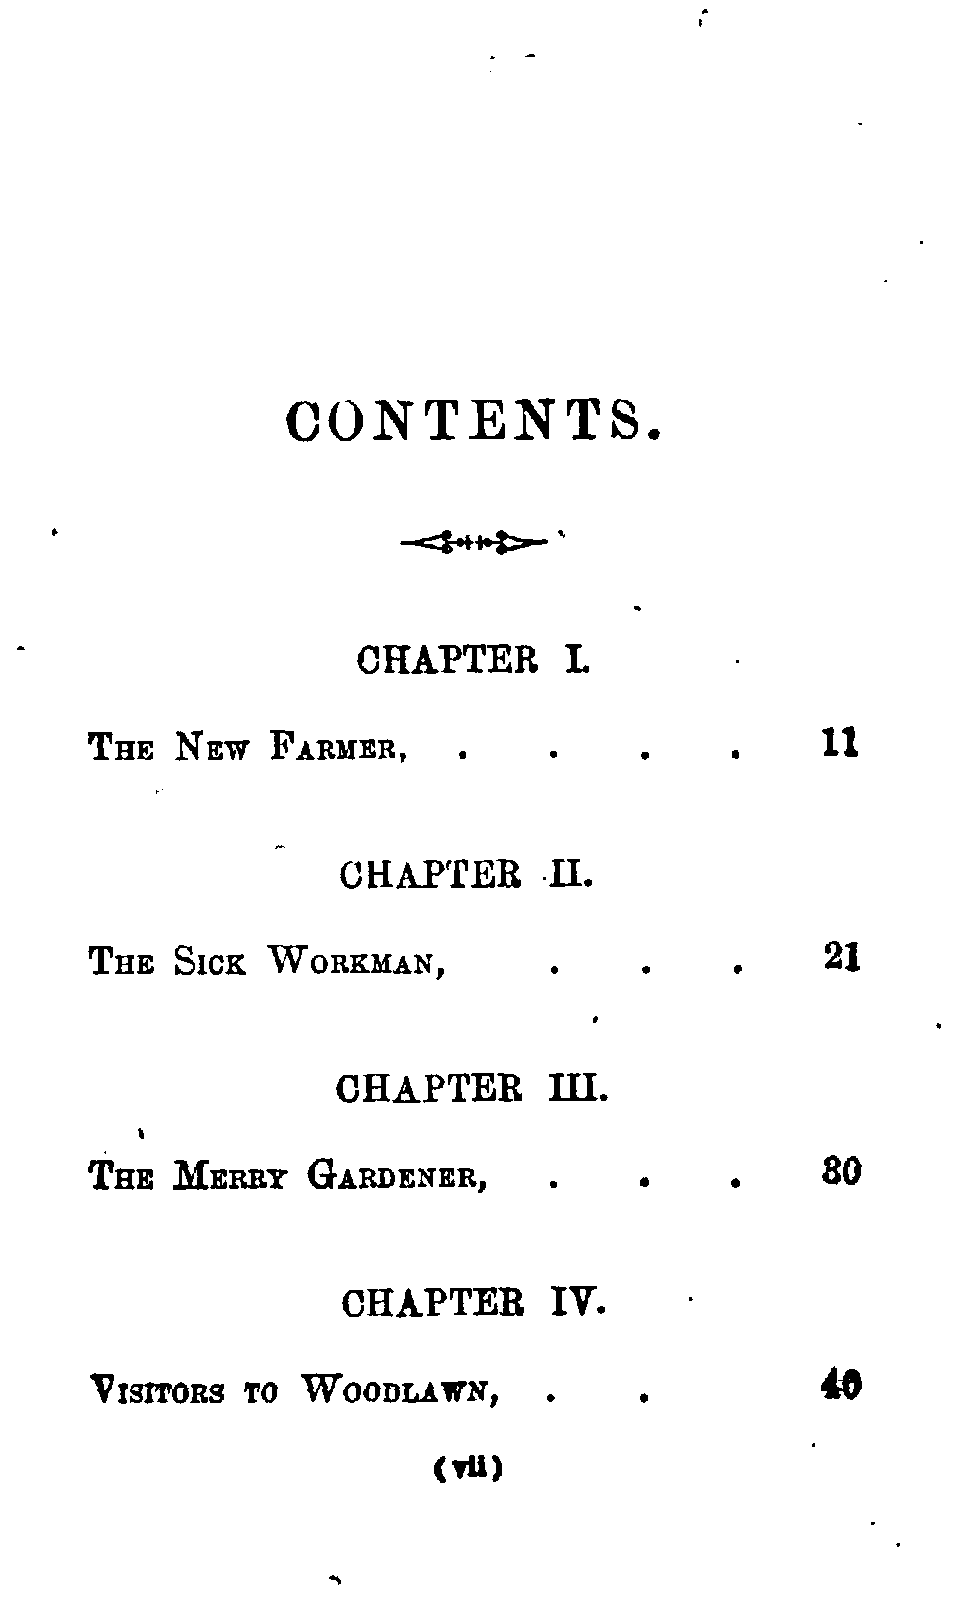 CONTENTS.
CHAPTER I.
THE NEW FARMER, . . . . 11
CHAPTER II.
THE SICK WORKMAN, . . . 21
CHAPTER III.
THE MERRY GARDENER, . . . 30
CHAPTER IV.
VISITORS TO WOODLAWN, . . 40
(vii)